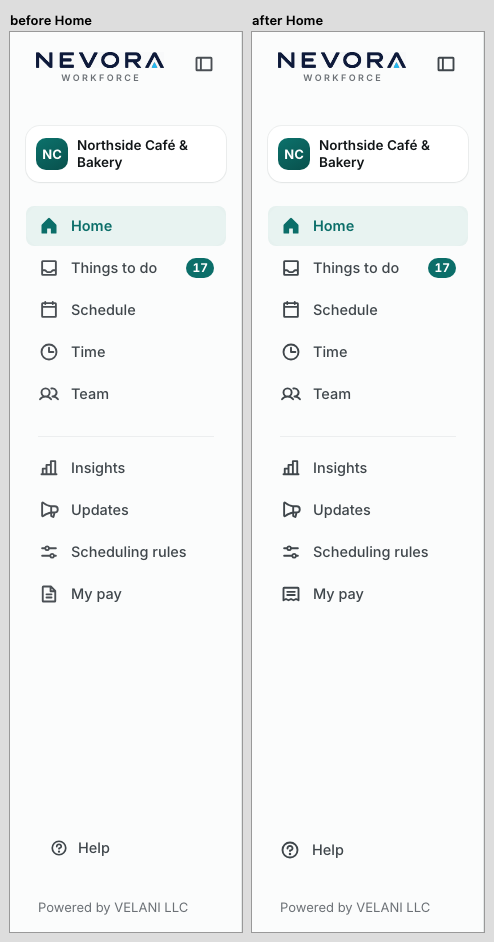 before Home
NEVORA
WORKFORCE
NC
Northside Café &
Bakery
Home
Things to do 17
Schedule
Time
Team
Insights
Updates
Scheduling rules
My pay
Help
Powered by VELANI LLC
after Home
NEVORA
WORKFORCE
NC
Northside Café &
Bakery
Home
Things to do 17
Schedule
Time
Team
Insights
Updates
Scheduling rules
My pay
Help
Powered by VELANI LLC